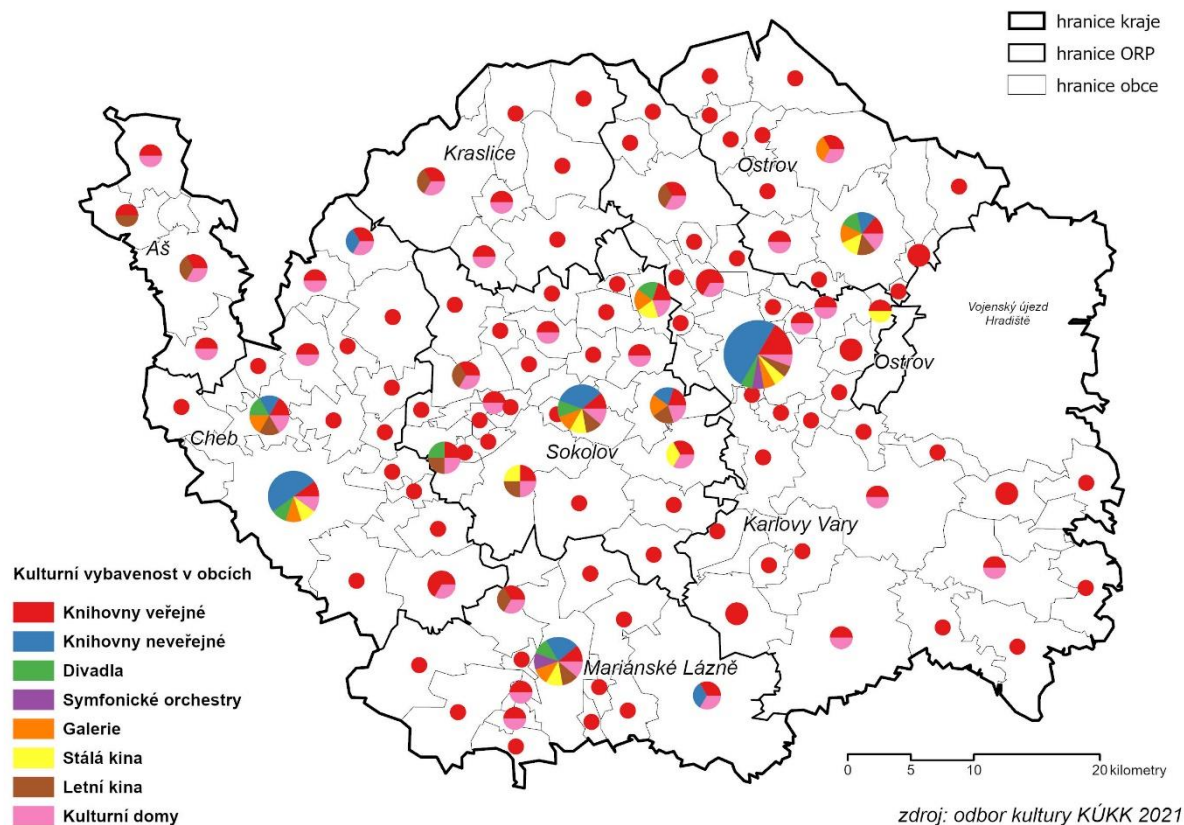 hranice kraje
hranice ORP
hranice obce
Kraslice
Ostrov
Aš
Vojenský újezd
Hradiště
Ostrov
Cheb
Sokolov
Karlovy Vary
Mariánské Lázně
Kulturní vybavenost v obcích
Knihovny veřejné
Knihovny neveřejné
Divadla
Symfonické orchestry
Galerie
Stálá kina
Letní kina
Kulturní domy
0 5 10 20 kilometry
zdroj: odbor kultury KÚKK 2021